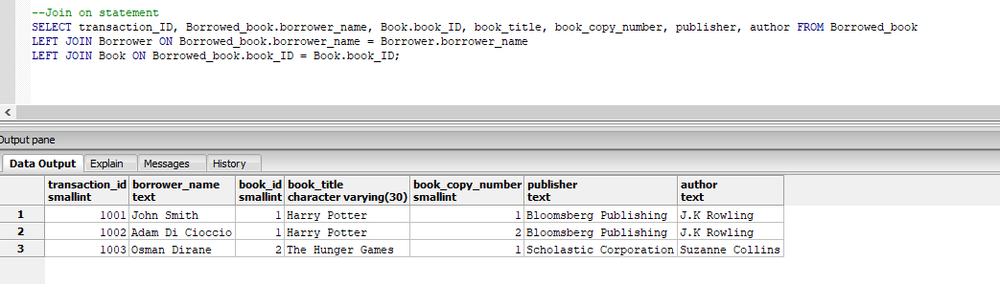 --Join on statement
SELECT transaction_ID, Borrowed_book.borrower_name, Book.book_ID, book_title, book_copy_number, publisher, author FROM Borrowed_book
LEFT JOIN Borrower ON Borrowed_book.borrower_name = Borrower.borrower_name
LEFT JOIN Book ON Borrowed_book.book_ID = Book.book_ID;
Output pane
Data Output Explain Messages History
transaction_id borrower_name book_id book_title book_copy_number publisher author
smallint text smallint character varying(30) smallint text text
1 1001 John Smith 1 Harry Potter 1 Bloomsberg Publishing J.K Rowling
2 1002 Adam Di Cioccio 1 Harry Potter 2 Bloomsberg Publishing J.K Rowling
3 1003 Osman Dirane 2 The Hunger Games 1 Scholastic Corporation Suzanne Collins